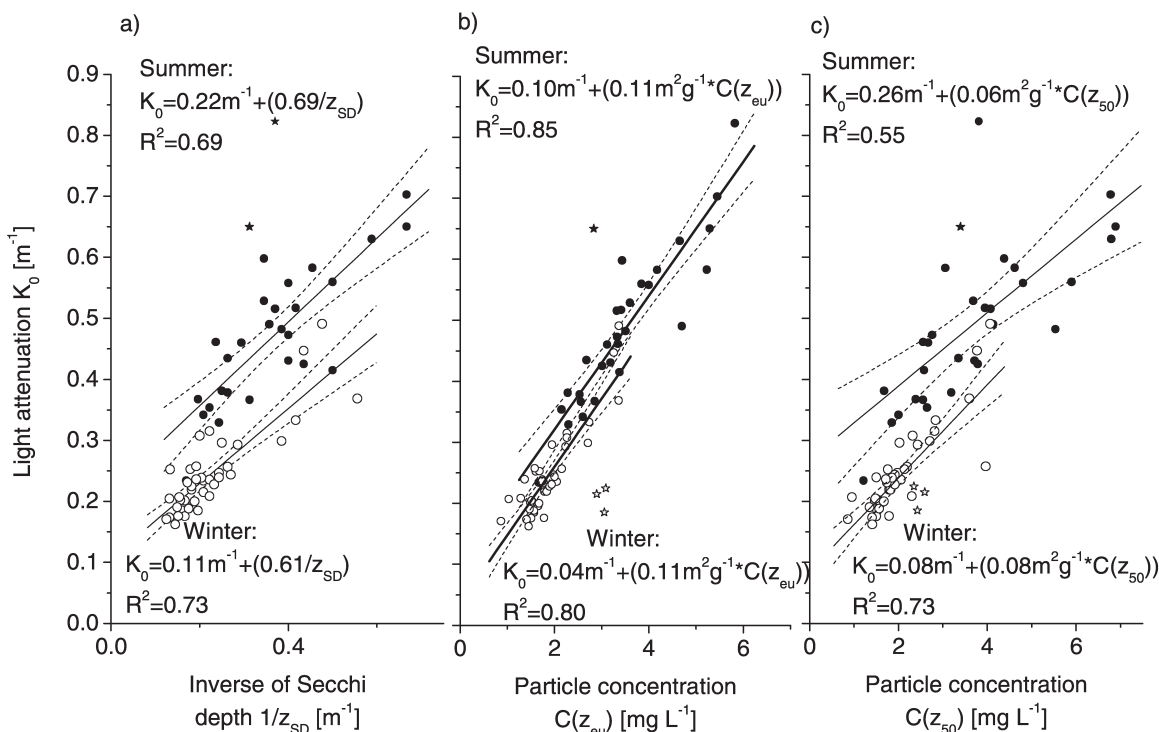 a)
Summer:
K₀=0.22m⁻¹+(0.69/z_SD)
R²=0.69
Winter:
K₀=0.11m⁻¹+(0.61/z_SD)
R²=0.73
Light attenuation K₀ [m⁻¹]
0.9
0.8
0.7
0.6
0.5
0.4
0.3
0.2
0.1
0.0
0.0
0.4
Inverse of Secchi
depth 1/z_SD [m⁻¹]
b)
Summer:
K₀=0.10m⁻¹+(0.11m²g⁻¹*C(z_eu))
R²=0.85
Winter:
K₀=0.04m⁻¹+(0.11m²g⁻¹*C(z_eu))
R²=0.80
0
2
4
6
Particle concentration
C(z_eu) [mg L⁻¹]
c)
Summer:
K₀=0.26m⁻¹+(0.06m²g⁻¹*C(z₅₀))
R²=0.55
Winter:
K₀=0.08m⁻¹+(0.08m²g⁻¹*C(z₅₀))
R²=0.73
0
2
4
6
Particle concentration
C(z₅₀) [mg L⁻¹]